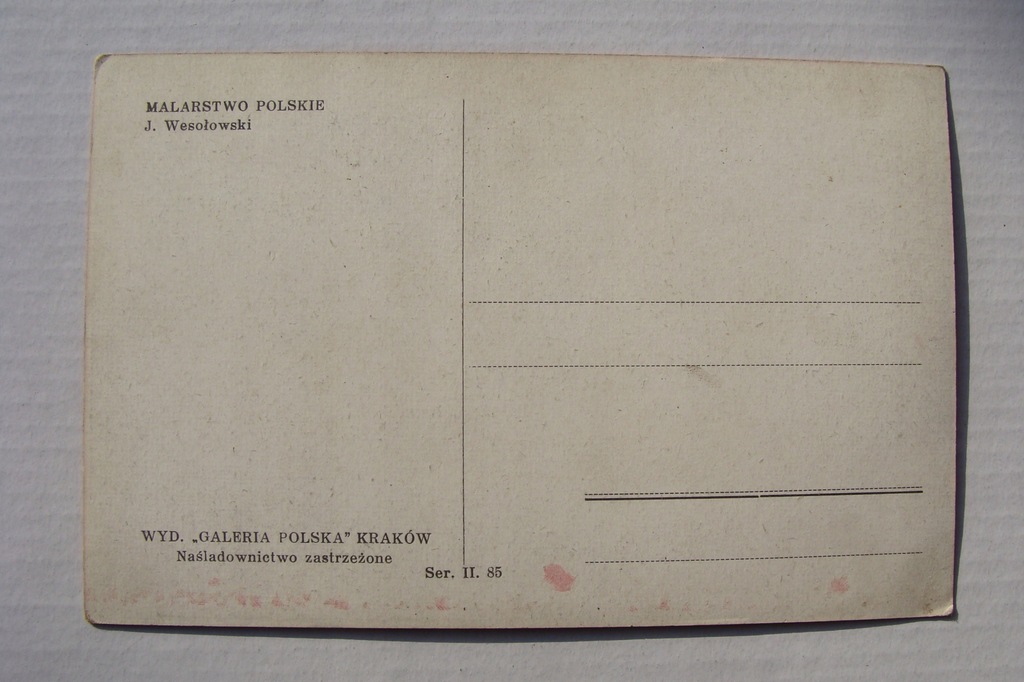 MALARSTWO POLSKIE
J. Wesołowski
WYD. „GALERIA POLSKA” KRAKÓW
Naśladownictwo zastrzeżone
Ser. II. 85